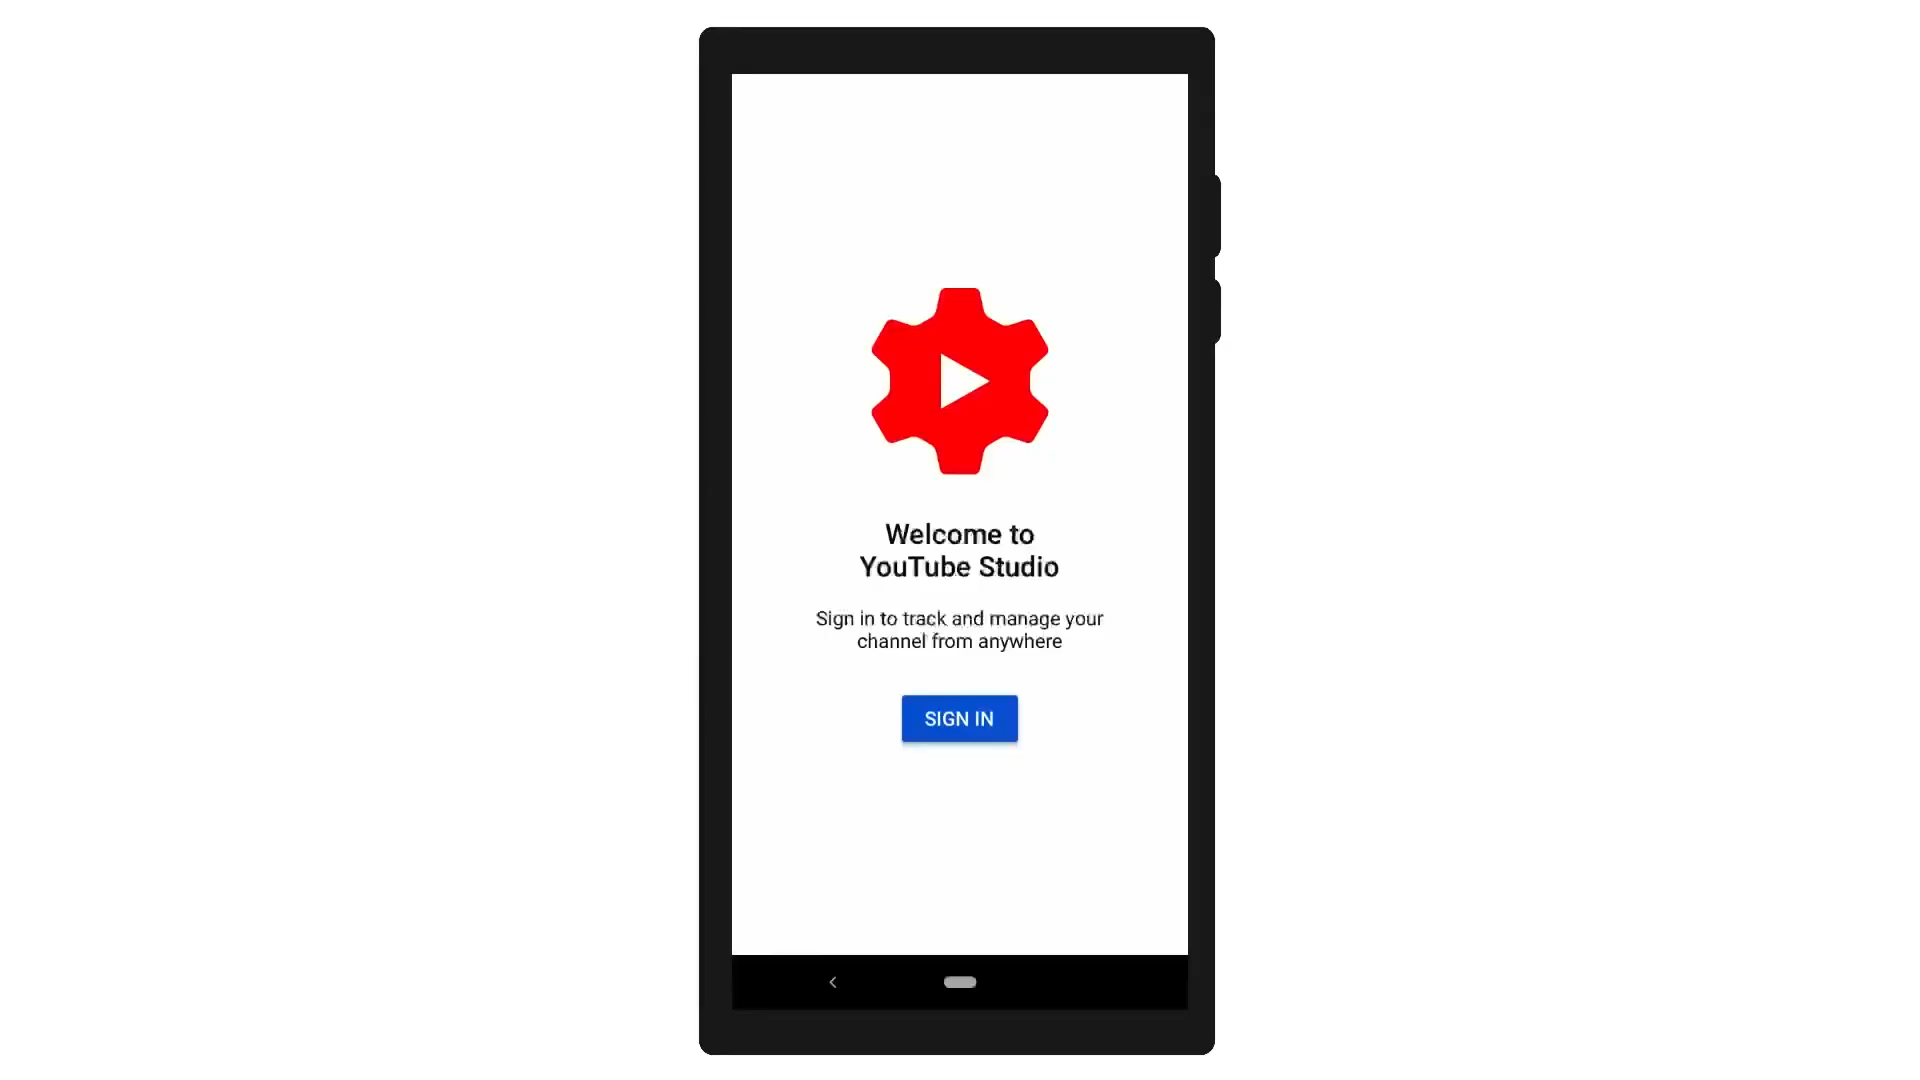 Welcome to
YouTube Studio
Sign in to track and manage your
channel from anywhere
SIGN IN